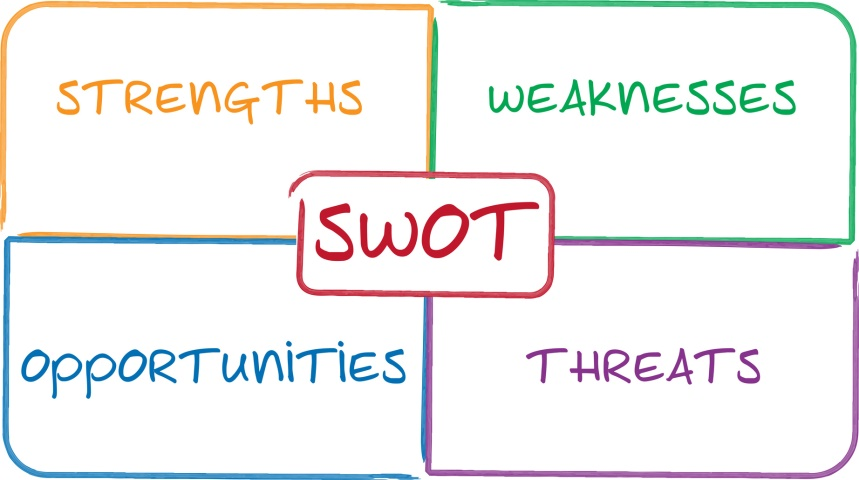 STRENGTHS
WEAKNESSES
SWOT
OPPORTUNITIES
THREATS